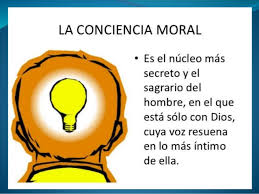 LA CONCIENCIA MORAL
• Es el núcleo más
secreto y el
sagrario del
hombre, en el que
está sólo con Dios,
cuya voz resuena
en lo más íntimo
de ella.